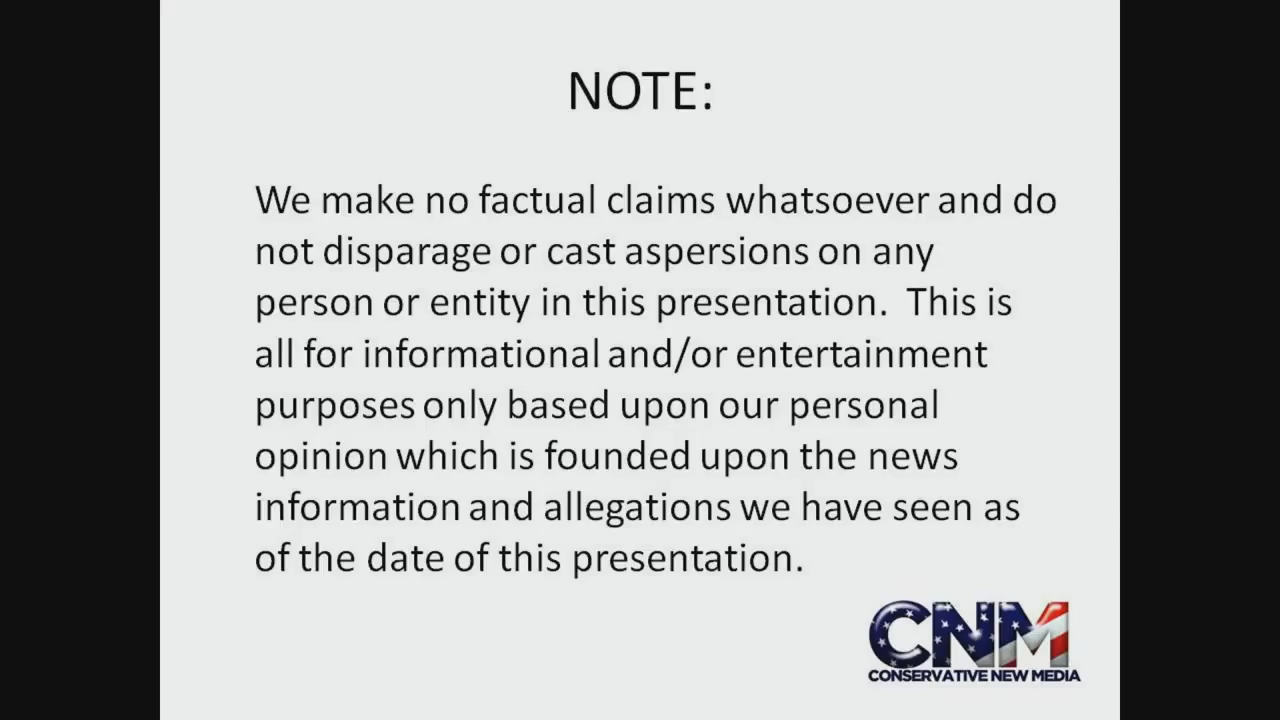 NOTE:
We make no factual claims whatsoever and do
not disparage or cast aspersions on any
person or entity in this presentation.  This is
all for informational and/or entertainment
purposes only based upon our personal
opinion which is founded upon the news
information and allegations we have seen as
of the date of this presentation.
CNM
CONSERVATIVE NEW MEDIA